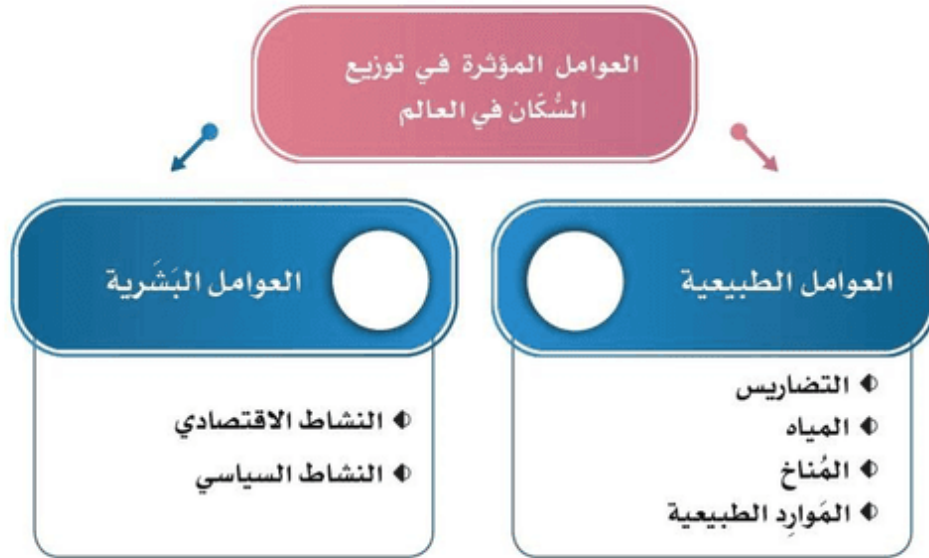 العوامل المؤثرة في توزيع
السُّكّان في العالم
العوامل الطبيعية
التضاريس
المياه
المُناخ
المَوارِد الطبيعية
العوامل البَشَرية
النشاط الاقتصادي
النشاط السياسي